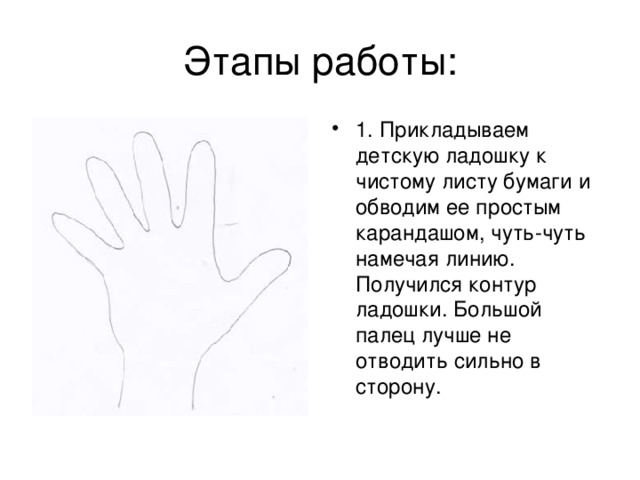 Этапы работы:
• 1. Прикладываем
детскую ладошку к
чистому листу бумаги и
обводим ее простым
карандашом, чуть-чуть
намечая линию.
Получился контур
ладошки. Большой
палец лучше не
отводить сильно в
сторону.